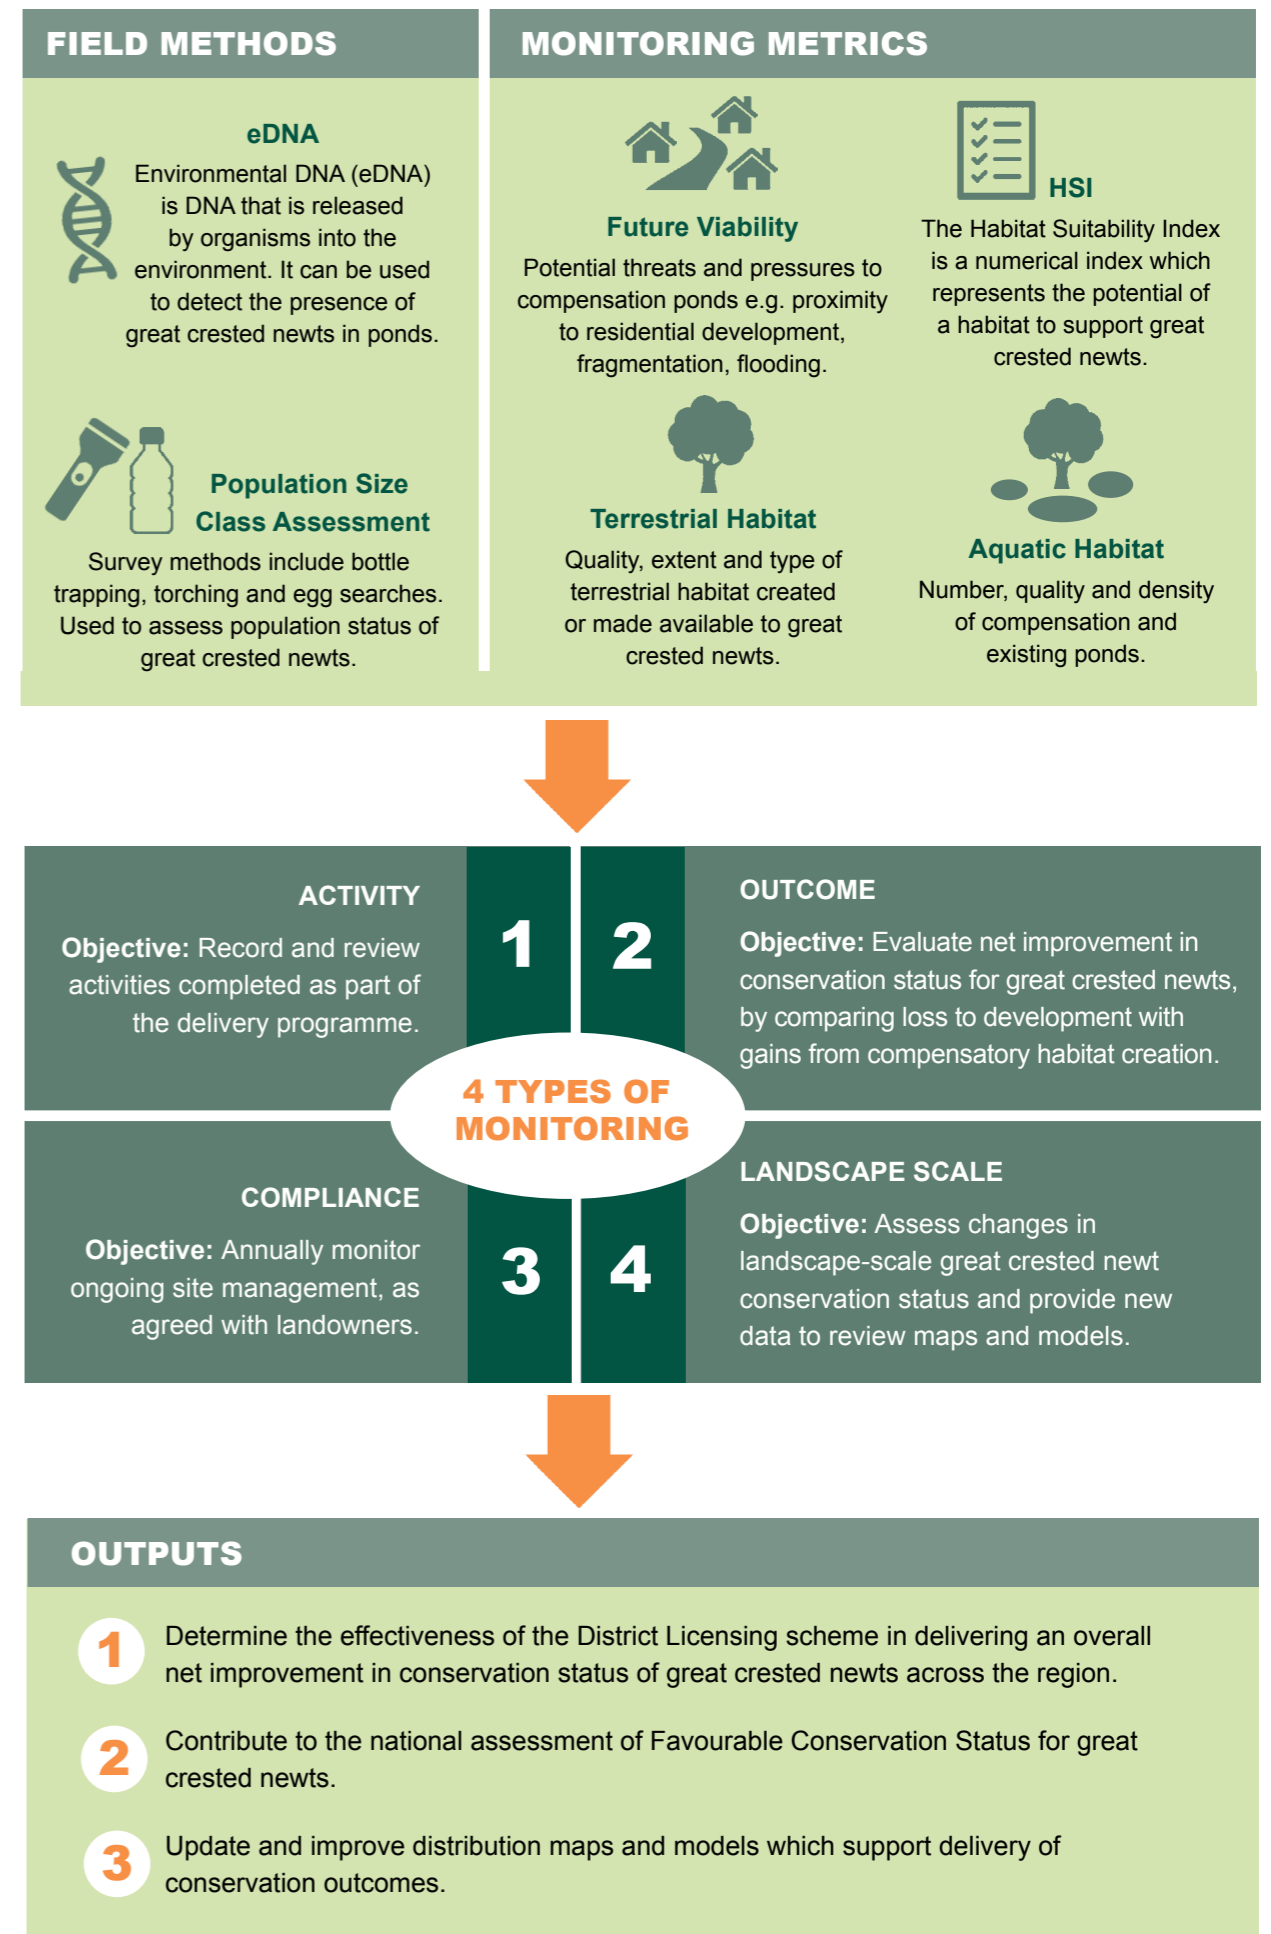 FIELD METHODS
eDNA
Environmental DNA (eDNA)
is DNA that is released
by organisms into the
environment. It can be used
to detect the presence of
great crested newts in ponds.
Population Size
Class Assessment
Survey methods include bottle
trapping, torching and egg searches.
Used to assess population status of
great crested newts.
MONITORING METRICS
Future Viability
Potential threats and pressures to
compensation ponds e.g. proximity
to residential development,
fragmentation, flooding.
HSI
The Habitat Suitability Index
is a numerical index which
represents the potential of
a habitat to support great
crested newts.
Terrestrial Habitat
Quality, extent and type of
terrestrial habitat created
or made available to great
crested newts.
Aquatic Habitat
Number, quality and density
of compensation and
existing ponds.
4 TYPES OF
MONITORING
1
ACTIVITY
Objective: Record and review
activities completed as part of
the delivery programme.
2
OUTCOME
Objective: Evaluate net improvement in
conservation status for great crested newts,
by comparing loss to development with
gains from compensatory habitat creation.
3
COMPLIANCE
Objective: Annually monitor
ongoing site management, as
agreed with landowners.
4
LANDSCAPE SCALE
Objective: Assess changes in
landscape-scale great crested newt
conservation status and provide new
data to review maps and models.
OUTPUTS
1
Determine the effectiveness of the District Licensing scheme in delivering an overall
net improvement in conservation status of great crested newts across the region.
2
Contribute to the national assessment of Favourable Conservation Status for great
crested newts.
3
Update and improve distribution maps and models which support delivery of
conservation outcomes.